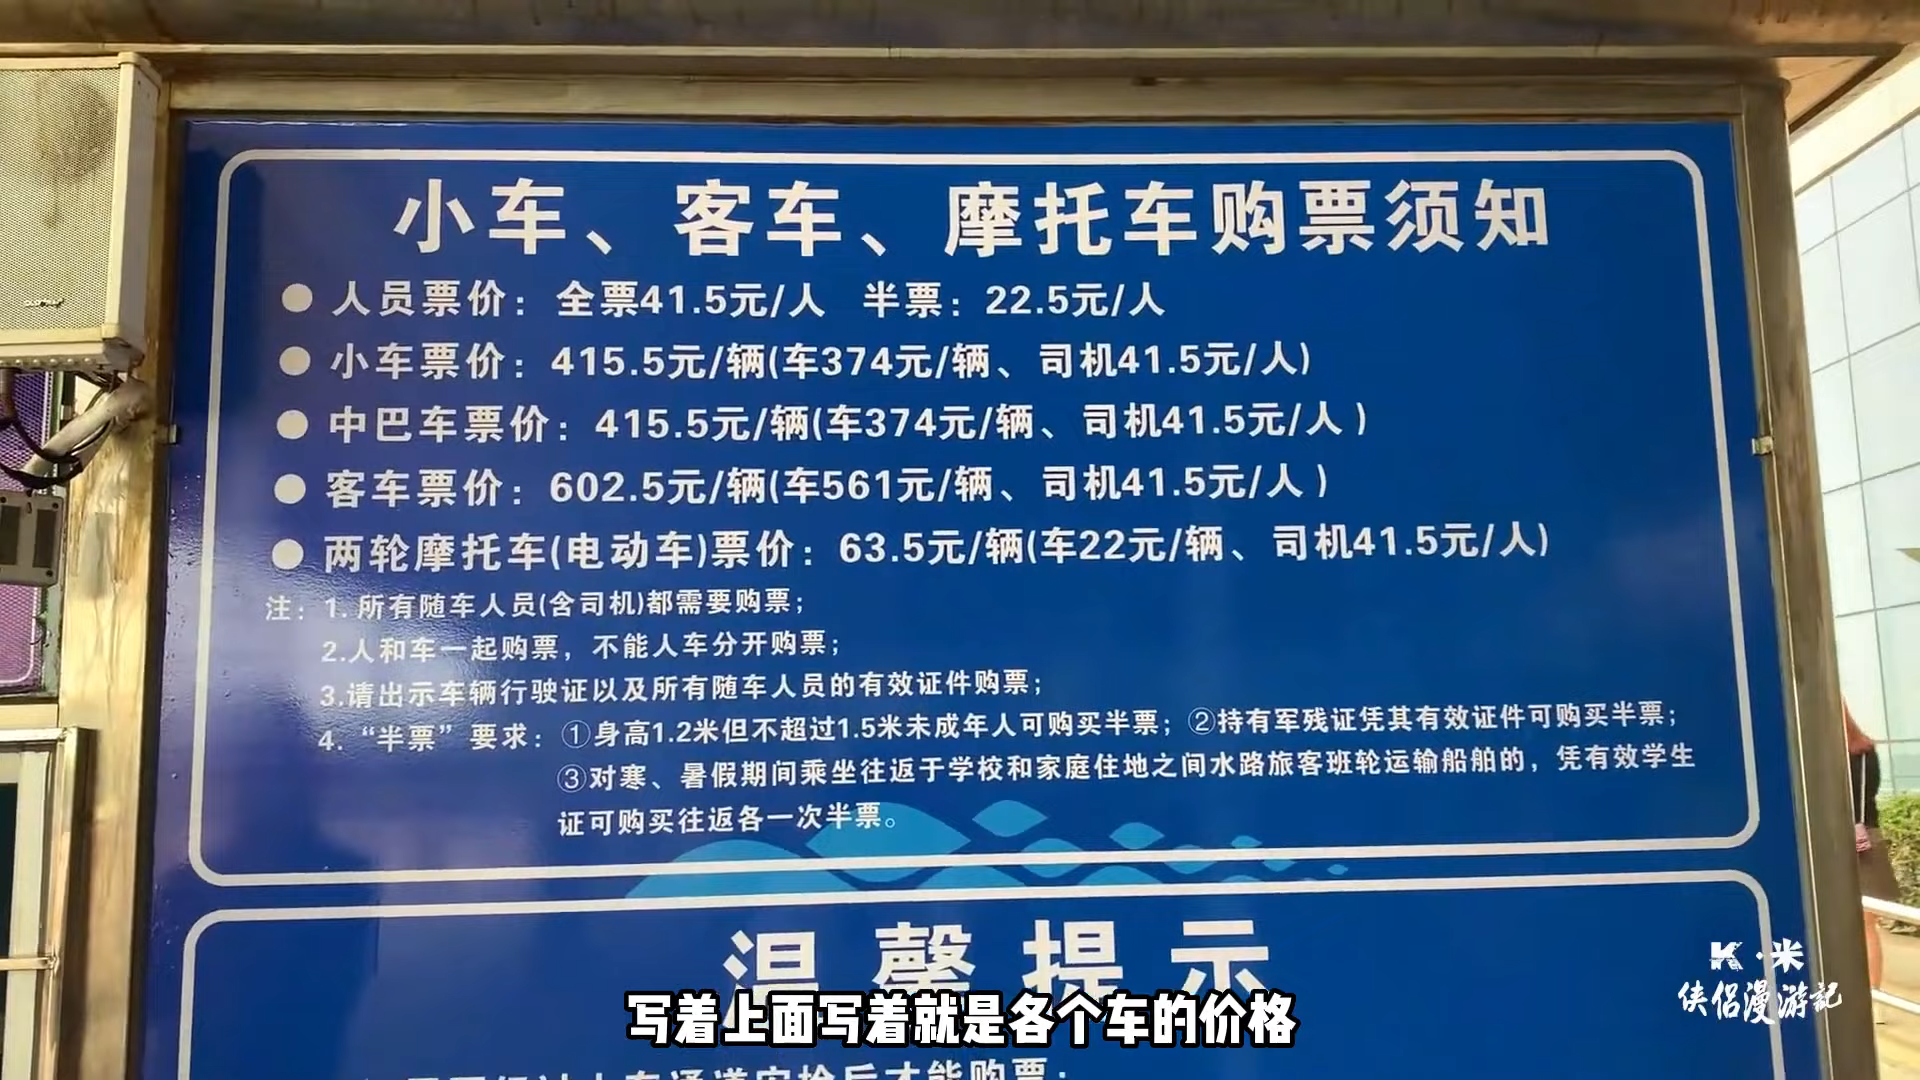 小车、客车、摩托车购票须知
● 人员票价：全票41.5元/人 半票：22.5元/人
● 小车票价：415.5元/辆(车374元/辆、司机41.5元/人)
● 中巴车票价：415.5元/辆(车374元/辆、司机41.5元/人)
● 客车票价：602.5元/辆(车561元/辆、司机41.5元/人)
● 两轮摩托车(电动车)票价：63.5元/辆(车22元/辆、司机41.5元/人)
注：1.所有随车人员(含司机)都需要购票；
2.人和车一起购票，不能人车分开购票；
3.请出示车辆行驶证以及所有随车人员的有效证件购票；
4.“半票”要求：①身高1.2米但不超过1.5米未成年人可购买半票；②持有军残证凭其有效证件可购买半票；
③对寒、暑假期间乘坐往返于学校和家庭住地之间水路旅客班轮运输船舶的，凭有效学生
证可购买往返各一次半票。
温馨提示
写着上面写着就是各个车的价格
K·米
侠侣漫游記